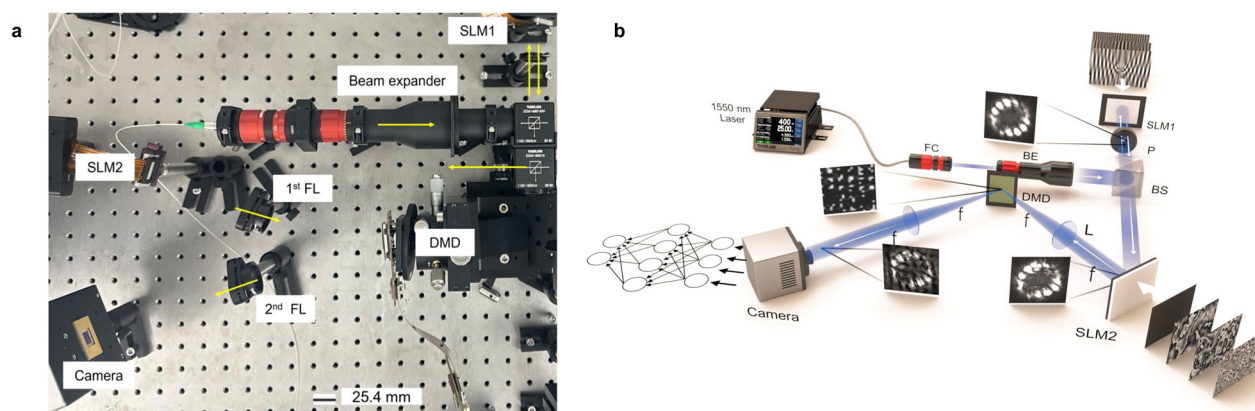 a
SLM1
Beam expander
SLM2
1st FL
DMD
2nd FL
Camera
25.4 mm
b
1550 nm
Laser
400
25.00
THORLABS
SLM1
P
FC
BE
BS
DMD
f
f
L
f
f
SLM2
Camera